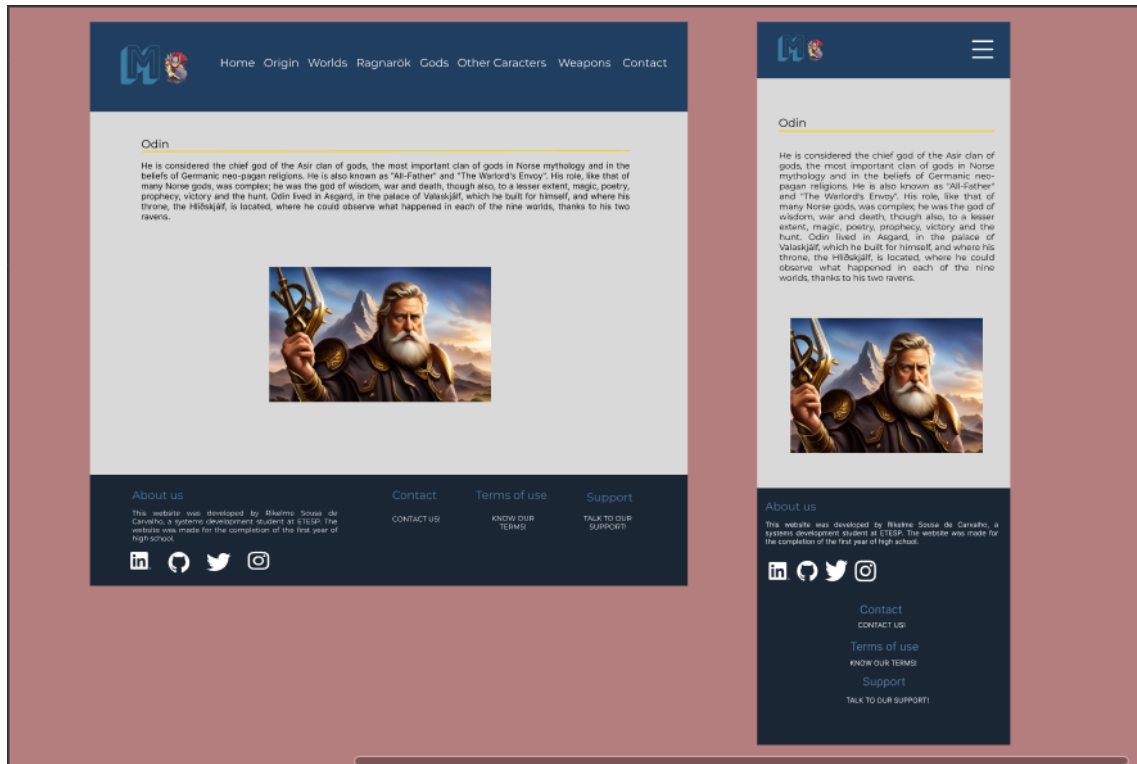 M
Home Origin Worlds Ragnarök Gods Other Caracters Weapons Contact
Odin
He is considered the chief god of the Asir clan of gods, the most important clan of gods in Norse mythology and in the
beliefs of Germanic neo-pagan religions. He is also known as "All-Father" and "The Warlord's Envoy". His role, like that of
many Norse gods, was complex; he was the god of wisdom, war and death, though also, to a lesser extent, magic, poetry,
prophecy, victory and the hunt. Odin lived in Asgard, in the palace of Valaskjálf, which he built for himself, and where his
throne, the Hliðskjálf, is located, where he could observe what happened in each of the nine worlds, thanks to his two
ravens.
About us
This website was developed by Rikelme Sousa de
Carvalho, a systems development student at ETESP. The
website was made for the completion of the first year of
high school.
in
Contact
CONTACT US!
Terms of use
KNOW OUR
TERMS!
Support
TALK TO OUR
SUPPORT!
M
Odin
He is considered the chief god of the Asir clan of
gods, the most important clan of gods in Norse
mythology and in the beliefs of Germanic neo-
pagan religions. He is also known as "All-Father"
and "The Warlord's Envoy". His role, like that of
many Norse gods, was complex; he was the god of
wisdom, war and death, though also, to a lesser
extent, magic, poetry, prophecy, victory and the
hunt. Odin lived in Asgard, in the palace of
Valaskjálf, which he built for himself, and where his
throne, the Hliðskjálf, is located, where he could
observe what happened in each of the nine
worlds, thanks to his two ravens.
About us
This website was developed by Rikelme Sousa de Carvalho, a
systems development student at ETESP. The website was made for
the completion of the first year of high school.
in
Contact
CONTACT US!
Terms of use
KNOW OUR TERMS!
Support
TALK TO OUR SUPPORT!